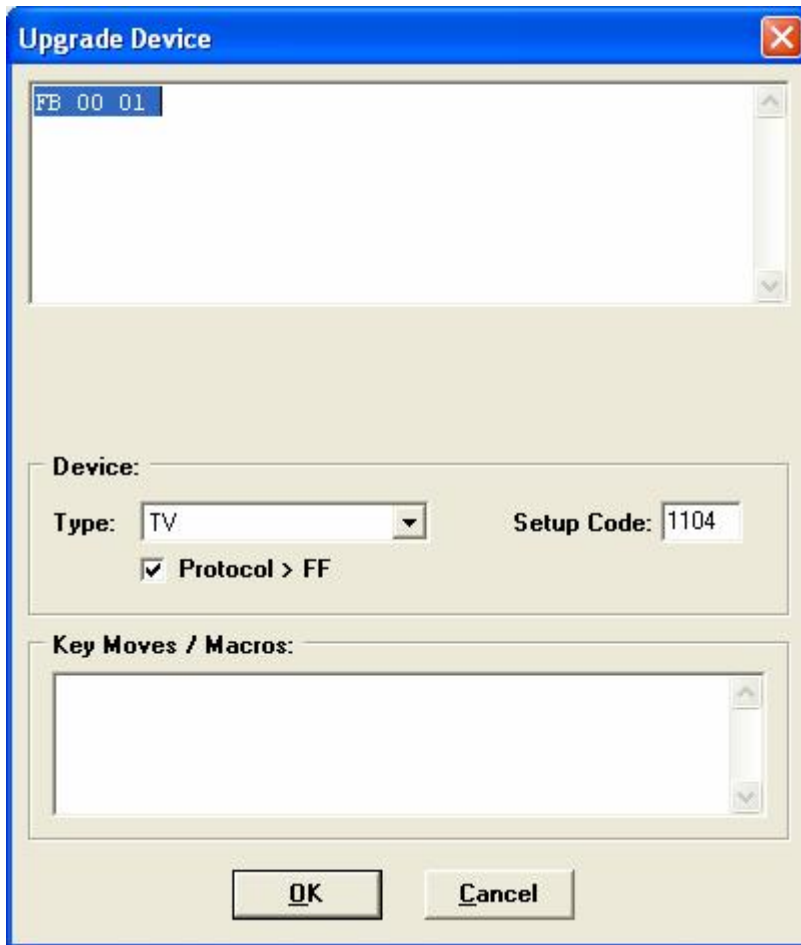 Upgrade Device
FB 00 01
Device:
Type: TV Setup Code: 1104
Protocol > FF
Key Moves / Macros:
OK Cancel